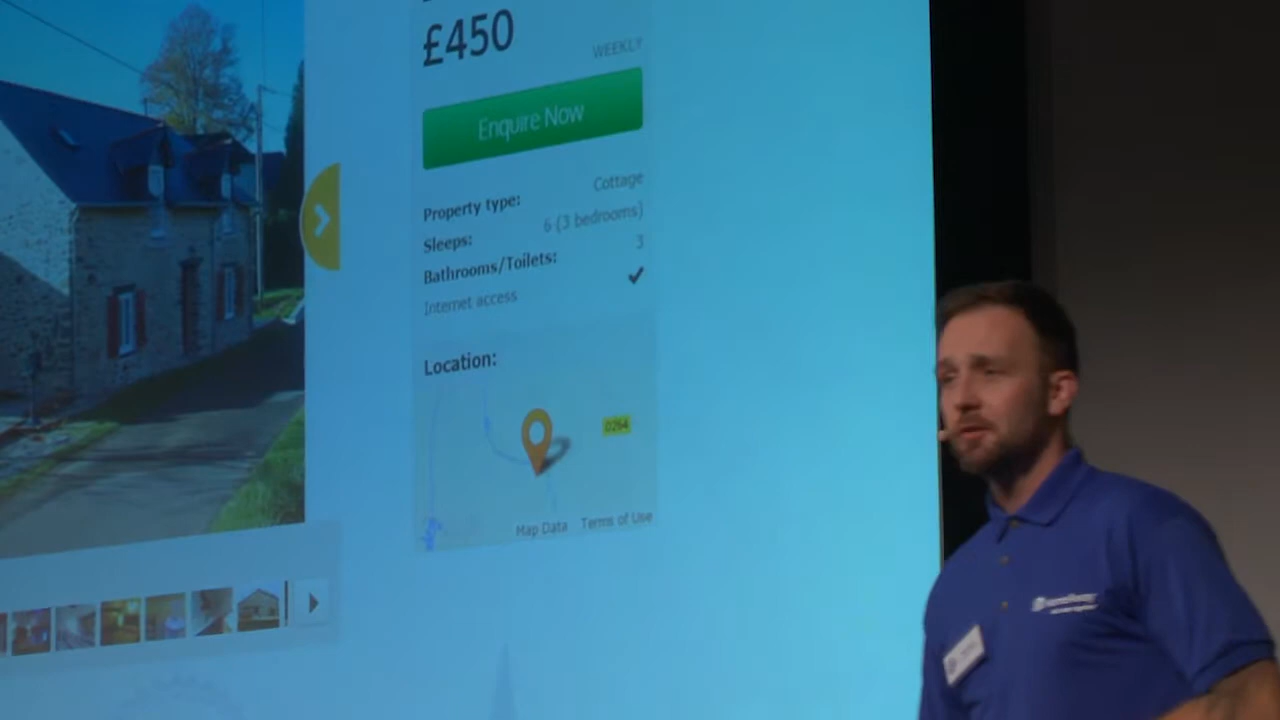 £450
WEEKLY
Enquire Now
Property type: Cottage
Sleeps: 6 (3 bedrooms)
Bathrooms/Toilets: 3
Internet access
Location:
0264
Map Data Terms of Use